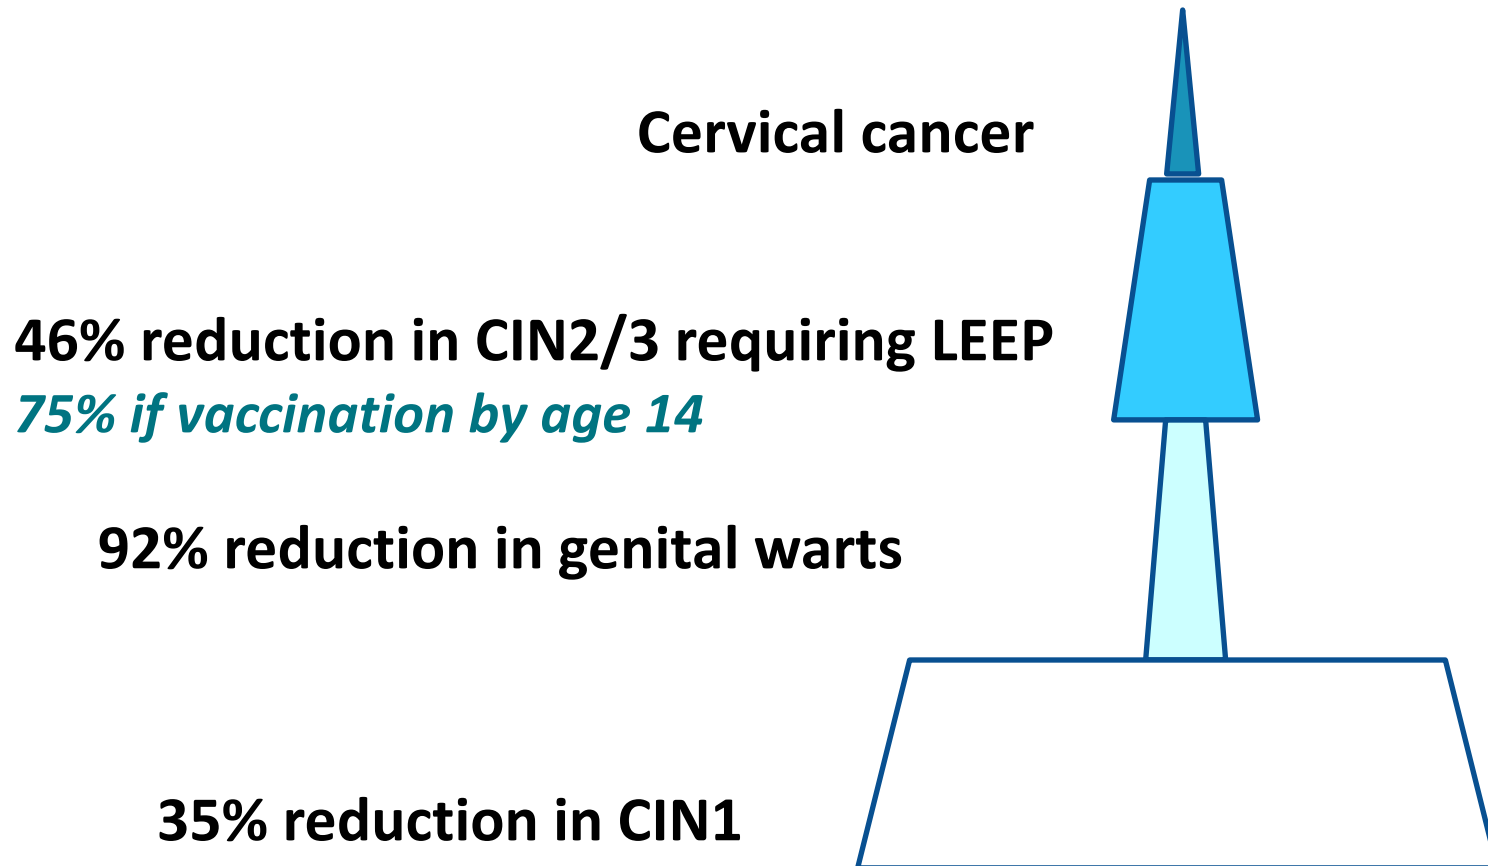 Cervical cancer
46% reduction in CIN2/3 requiring LEEP
75% if vaccination by age 14
92% reduction in genital warts
35% reduction in CIN1